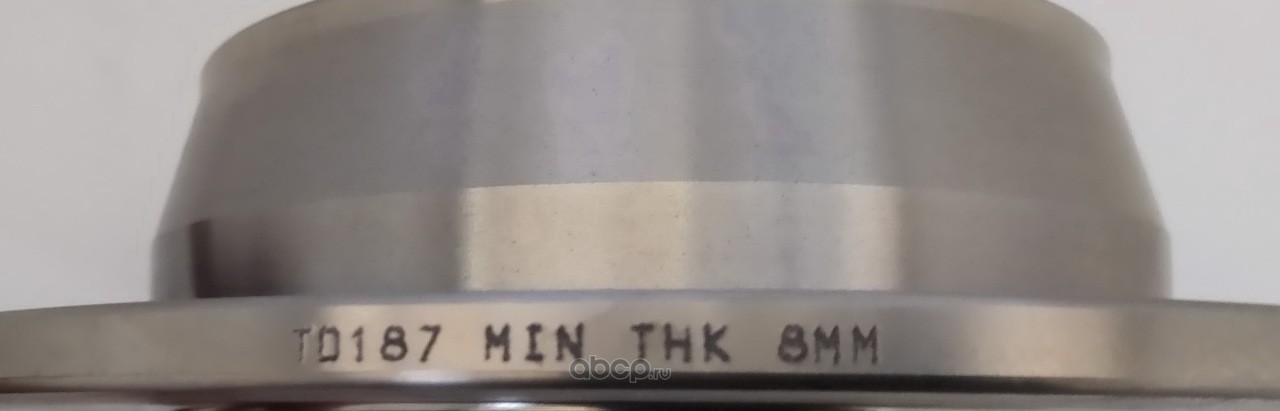 TD187 MIN THK 8MM
abcp.ru